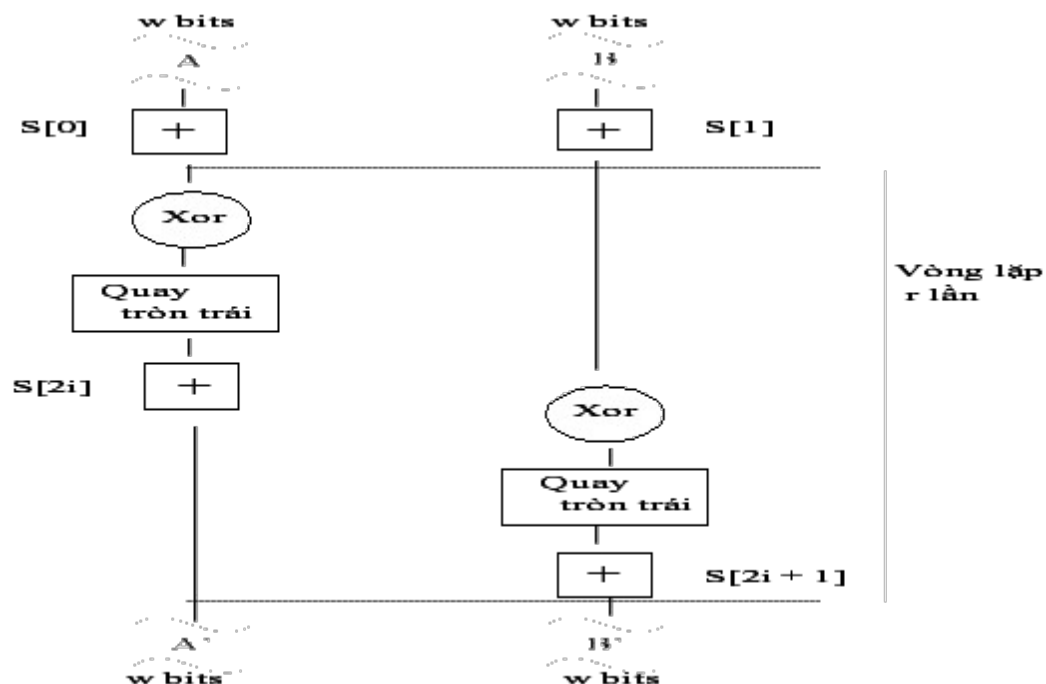 w bits
w bits
A
B
S[0]
+
+
S[1]
Xor
Quay
tròn trái
Vòng lặp
r lần
S[2i]
+
Xor
Quay
tròn trái
+
S[2i + 1]
A'
B'
w bits
w bits